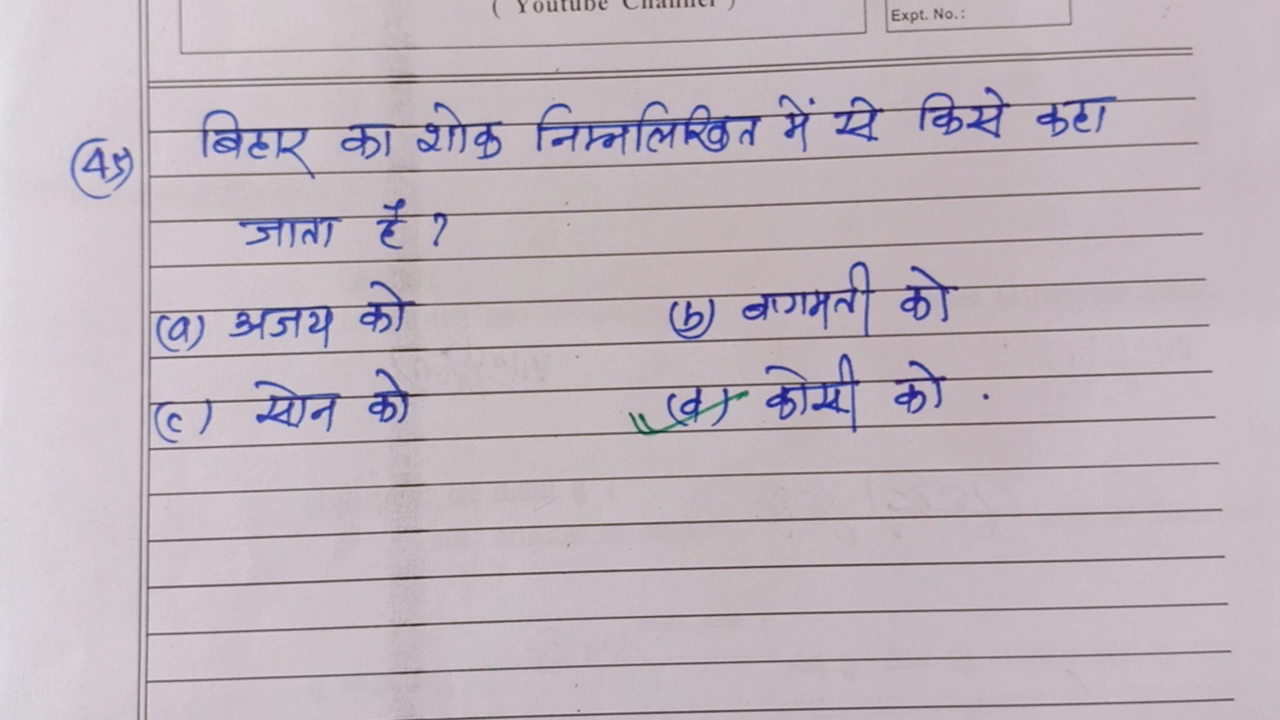 ( Youtube Channel )
Expt. No.:
(45) बिहार का शोक निम्नलिखित में से किसे कहा
जाता है ?
(a) अजय को (b) बागमती को
(c) सोन को (d) कोसी को .